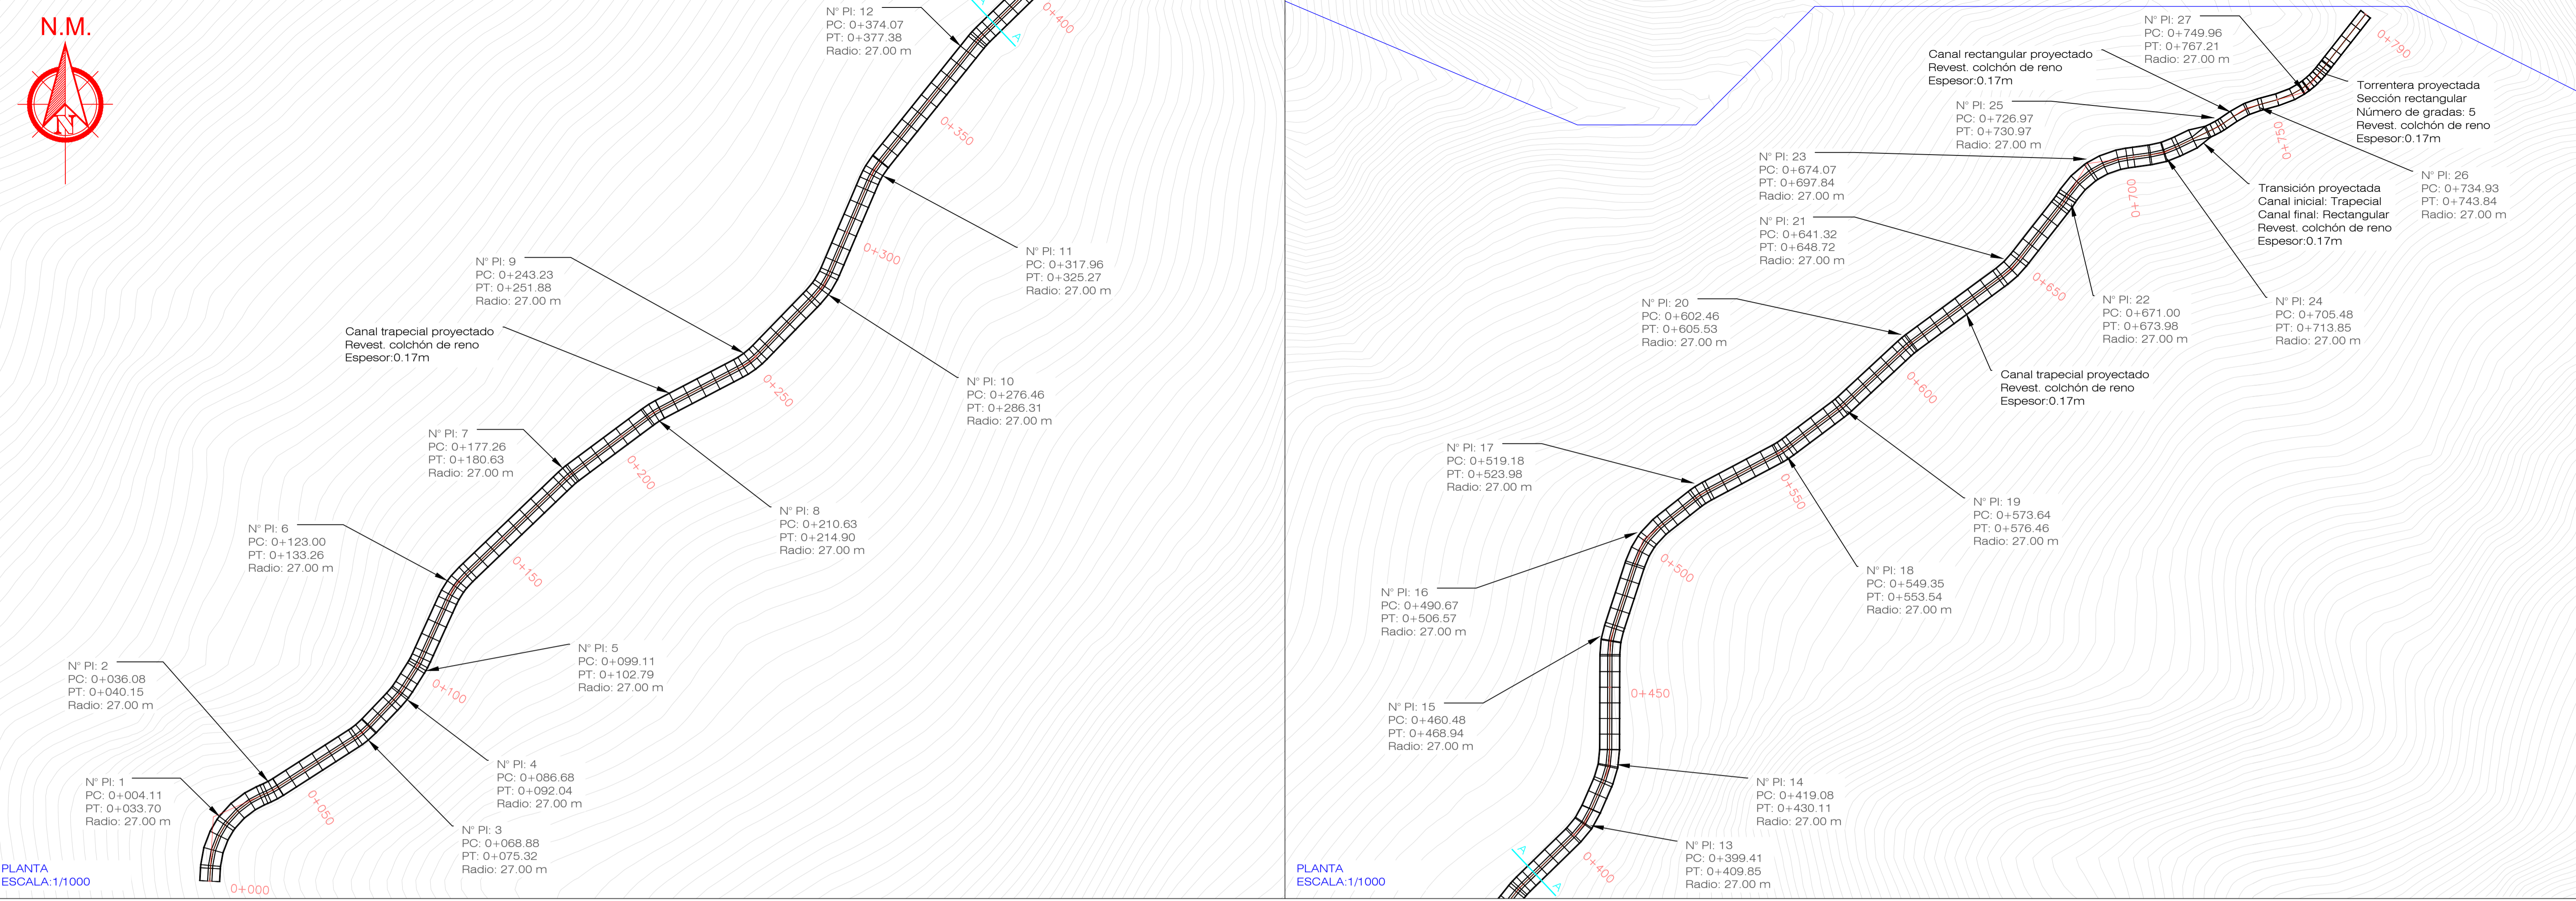 N.M.
N
N° PI: 12
PC: 0+374.07
PT: 0+377.38
Radio: 27.00 m
A
A
0+400
0+350
N° PI: 11
PC: 0+317.96
PT: 0+325.27
Radio: 27.00 m
0+300
N° PI: 9
PC: 0+243.23
PT: 0+251.88
Radio: 27.00 m
Canal trapecial proyectado
Revest. colchón de reno
Espesor:0.17m
0+250
N° PI: 10
PC: 0+276.46
PT: 0+286.31
Radio: 27.00 m
N° PI: 7
PC: 0+177.26
PT: 0+180.63
Radio: 27.00 m
0+200
N° PI: 8
PC: 0+210.63
PT: 0+214.90
Radio: 27.00 m
N° PI: 6
PC: 0+123.00
PT: 0+133.26
Radio: 27.00 m
0+150
N° PI: 5
PC: 0+099.11
PT: 0+102.79
Radio: 27.00 m
0+100
N° PI: 2
PC: 0+036.08
PT: 0+040.15
Radio: 27.00 m
N° PI: 4
PC: 0+086.68
PT: 0+092.04
Radio: 27.00 m
N° PI: 1
PC: 0+004.11
PT: 0+033.70
Radio: 27.00 m
0+050
N° PI: 3
PC: 0+068.88
PT: 0+075.32
Radio: 27.00 m
0+000
PLANTA
ESCALA:1/1000
N° PI: 27
PC: 0+749.96
PT: 0+767.21
Radio: 27.00 m
0+790
Canal rectangular proyectado
Revest. colchón de reno
Espesor:0.17m
Torrentera proyectada
Sección rectangular
Número de gradas: 5
Revest. colchón de reno
Espesor:0.17m
N° PI: 25
PC: 0+726.97
PT: 0+730.97
Radio: 27.00 m
0+750
N° PI: 23
PC: 0+674.07
PT: 0+697.84
Radio: 27.00 m
N° PI: 26
PC: 0+734.93
PT: 0+743.84
Radio: 27.00 m
0+700
Transición proyectada
Canal inicial: Trapecial
Canal final: Rectangular
Revest. colchón de reno
Espesor:0.17m
N° PI: 21
PC: 0+641.32
PT: 0+648.72
Radio: 27.00 m
0+650
N° PI: 20
PC: 0+602.46
PT: 0+605.53
Radio: 27.00 m
N° PI: 22
PC: 0+671.00
PT: 0+673.98
Radio: 27.00 m
N° PI: 24
PC: 0+705.48
PT: 0+713.85
Radio: 27.00 m
Canal trapecial proyectado
Revest. colchón de reno
Espesor:0.17m
0+600
N° PI: 17
PC: 0+519.18
PT: 0+523.98
Radio: 27.00 m
0+550
N° PI: 19
PC: 0+573.64
PT: 0+576.46
Radio: 27.00 m
0+500
N° PI: 18
PC: 0+549.35
PT: 0+553.54
Radio: 27.00 m
N° PI: 16
PC: 0+490.67
PT: 0+506.57
Radio: 27.00 m
0+450
N° PI: 15
PC: 0+460.48
PT: 0+468.94
Radio: 27.00 m
N° PI: 14
PC: 0+419.08
PT: 0+430.11
Radio: 27.00 m
N° PI: 13
PC: 0+399.41
PT: 0+409.85
Radio: 27.00 m
0+400
A
A
PLANTA
ESCALA:1/1000